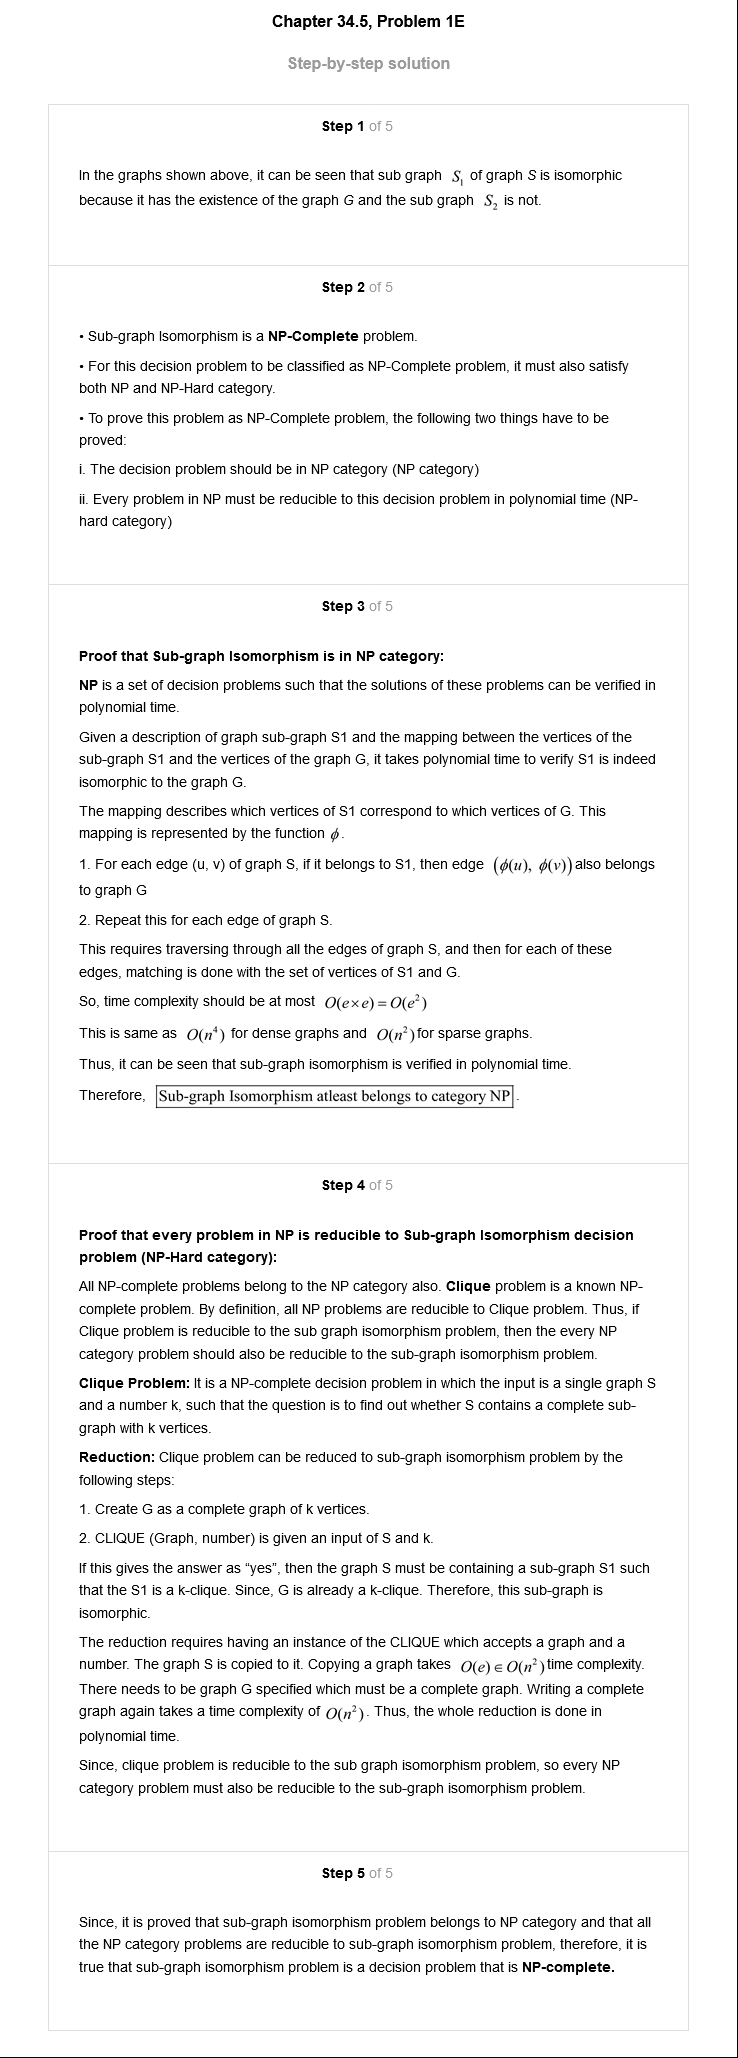 Chapter 34.5, Problem 1E
Step-by-step solution
Step 1 of 5
In the graphs shown above, it can be seen that sub graph S₁ of graph S is isomorphic
because it has the existence of the graph G and the sub graph S₂ is not.
Step 2 of 5
• Sub-graph Isomorphism is a NP-Complete problem.
• For this decision problem to be classified as NP-Complete problem, it must also satisfy
both NP and NP-Hard category.
• To prove this problem as NP-Complete problem, the following two things have to be
proved:
i. The decision problem should be in NP category (NP category)
ii. Every problem in NP must be reducible to this decision problem in polynomial time (NP-
hard category)
Step 3 of 5
Proof that Sub-graph Isomorphism is in NP category:
NP is a set of decision problems such that the solutions of these problems can be verified in
polynomial time.
Given a description of graph sub-graph S1 and the mapping between the vertices of the
sub-graph S1 and the vertices of the graph G, it takes polynomial time to verify S1 is indeed
isomorphic to the graph G.
The mapping describes which vertices of S1 correspond to which vertices of G. This
mapping is represented by the function ϕ.
1. For each edge (u, v) of graph S, if it belongs to S1, then edge (ϕ(u), ϕ(v)) also belongs
to graph G
2. Repeat this for each edge of graph S.
This requires traversing through all the edges of graph S, and then for each of these
edges, matching is done with the set of vertices of S1 and G.
So, time complexity should be at most O(e×e)=O(e²)
This is same as O(n⁴) for dense graphs and O(n²) for sparse graphs.
Thus, it can be seen that sub-graph isomorphism is verified in polynomial time.
Therefore, Sub-graph Isomorphism atleast belongs to category NP.
Step 4 of 5
Proof that every problem in NP is reducible to Sub-graph Isomorphism decision
problem (NP-Hard category):
All NP-complete problems belong to the NP category also. Clique problem is a known NP-
complete problem. By definition, all NP problems are reducible to Clique problem. Thus, if
Clique problem is reducible to the sub graph isomorphism problem, then the every NP
category problem should also be reducible to the sub-graph isomorphism problem.
Clique Problem: It is a NP-complete decision problem in which the input is a single graph S
and a number k, such that the question is to find out whether S contains a complete sub-
graph with k vertices.
Reduction: Clique problem can be reduced to sub-graph isomorphism problem by the
following steps:
1. Create G as a complete graph of k vertices.
2. CLIQUE (Graph, number) is given an input of S and k.
If this gives the answer as “yes”, then the graph S must be containing a sub-graph S1 such
that the S1 is a k-clique. Since, G is already a k-clique. Therefore, this sub-graph is
isomorphic.
The reduction requires having an instance of the CLIQUE which accepts a graph and a
number. The graph S is copied to it. Copying a graph takes O(e)∈O(n²) time complexity.
There needs to be graph G specified which must be a complete graph. Writing a complete
graph again takes a time complexity of O(n²). Thus, the whole reduction is done in
polynomial time.
Since, clique problem is reducible to the sub graph isomorphism problem, so every NP
category problem must also be reducible to the sub-graph isomorphism problem.
Step 5 of 5
Since, it is proved that sub-graph isomorphism problem belongs to NP category and that all
the NP category problems are reducible to sub-graph isomorphism problem, therefore, it is
true that sub-graph isomorphism problem is a decision problem that is NP-complete.